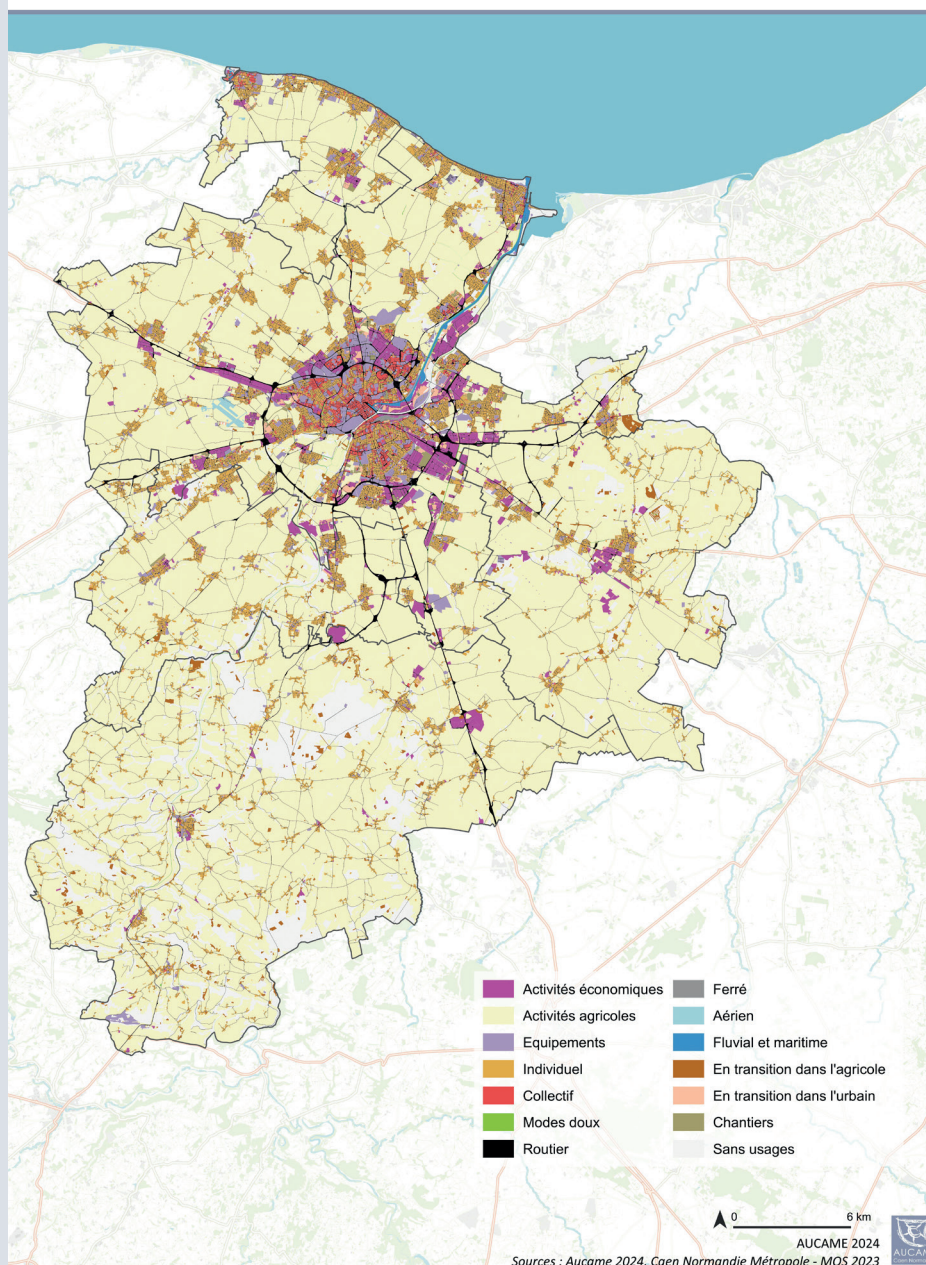 Activités économiques
Activités agricoles
Equipements
Individuel
Collectif
Modes doux
Routier
Ferré
Aérien
Fluvial et maritime
En transition dans l'agricole
En transition dans l'urbain
Chantiers
Sans usages
0 6 km
AUCAME 2024
Sources : Aucame 2024, Caen Normandie Métropole - MOS 2023